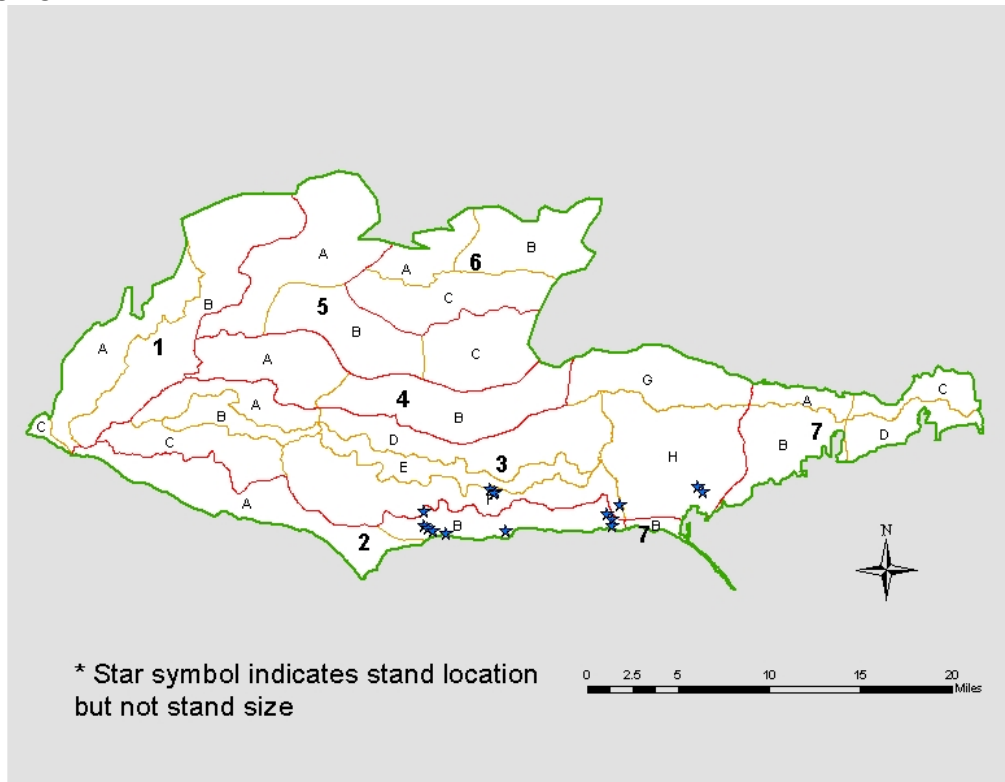 A
6
B
A
C
B
A
5
B
1
A
C
A
G
C
4
B
A
A
B
D
7
B
D
C
C
E
3
H
A
F
B
2
7
B
N
* Star symbol indicates stand location
but not stand size
0 2.5 5 10 15 20
Miles